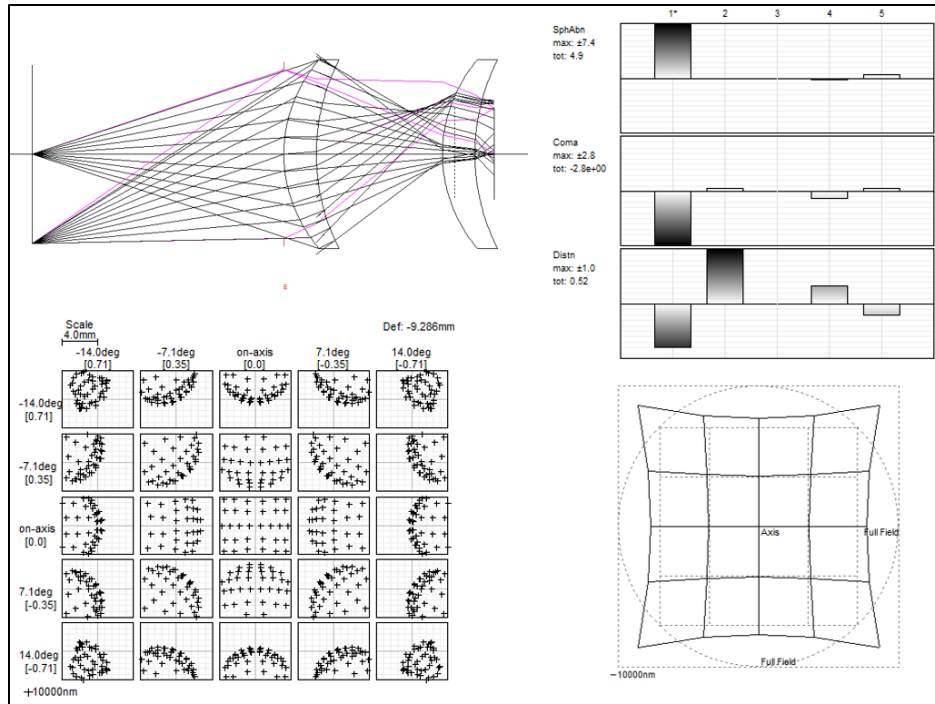 1* 2 3 4 5
SphAbn
max: ±7.4
tot: 4.9
Coma
max: ±2.8
tot: -2.8e+00
Distn
max: ±1.0
tot: 0.52
Scale
4.0mm
Def: -9.286mm
-14.0deg -7.1deg on-axis 7.1deg 14.0deg
[0.71] [0.35] [0.0] [-0.35] [-0.71]
-14.0deg
[0.71]
-7.1deg
[0.35]
on-axis
[0.0]
7.1deg
[-0.35]
14.0deg
[-0.71]
+10000nm
Axis
Full Field
Full Field
-10000nm